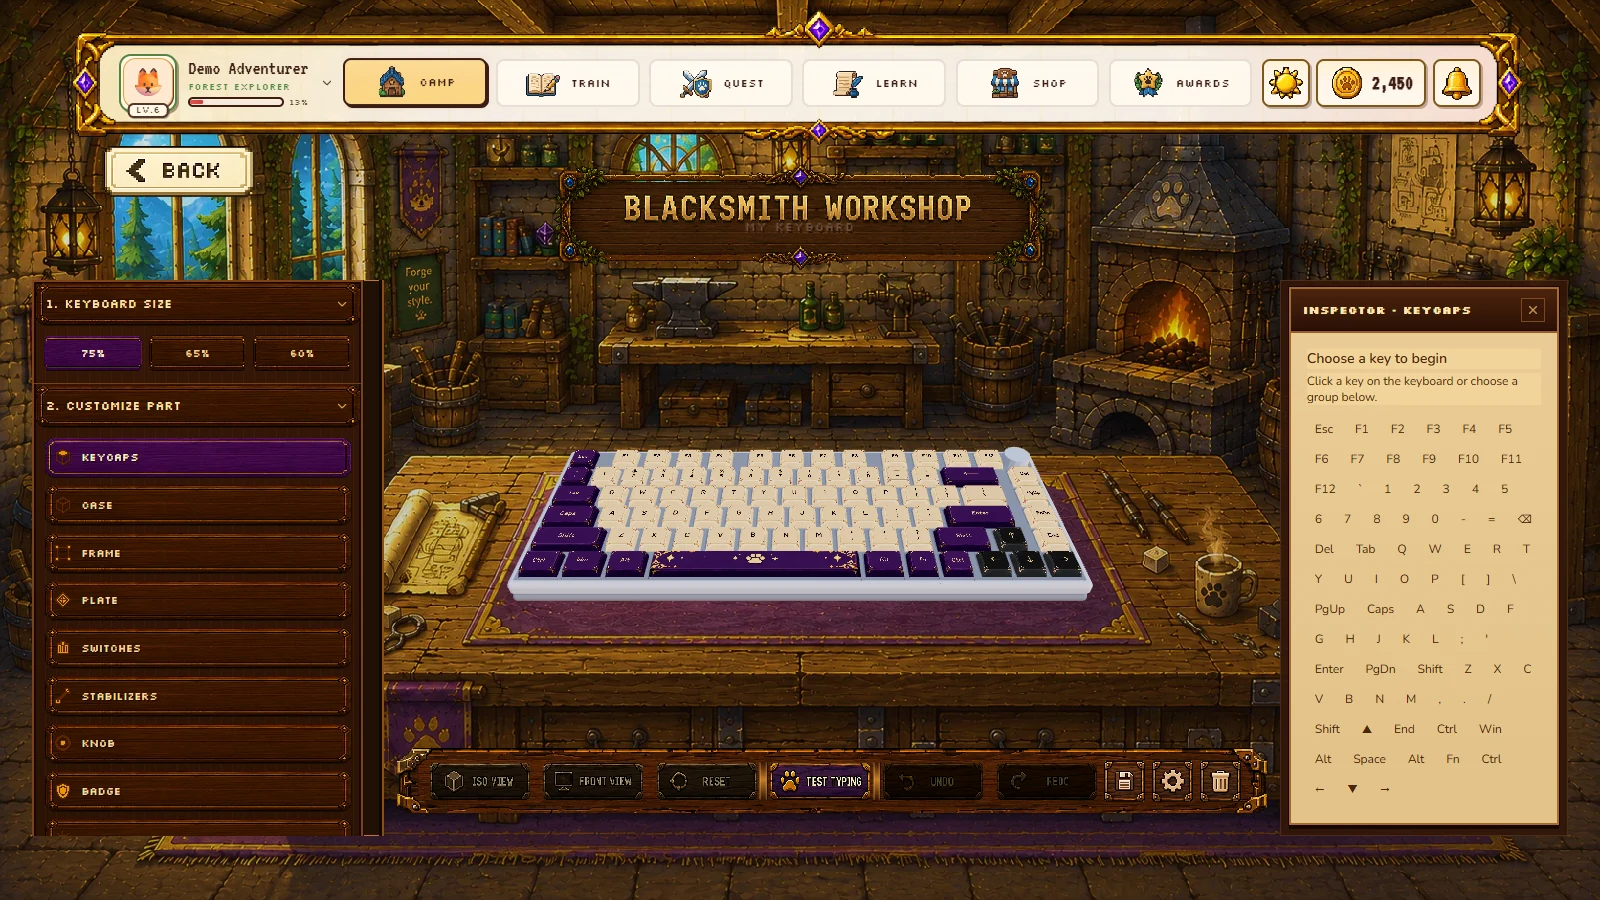 Demo Adventurer
FOREST EXPLORER
LV.6
13%
CAMP
TRAIN
QUEST
LEARN
SHOP
AWARDS
2,450
BACK
BLACKSMITH WORKSHOP
MY KEYBOARD
Forge
your
style.
1. KEYBOARD SIZE
75% 65% 60%
2. CUSTOMIZE PART
KEYCAPS
CASE
FRAME
PLATE
SWITCHES
STABILIZERS
KNOB
BADGE
ISO VIEW
FRONT VIEW
RESET
TEST TYPING
UNDO
REDO
INSPECTOR - KEYCAPS
Choose a key to begin
Click a key on the keyboard or choose a
group below.
Esc F1 F2 F3 F4 F5
F6 F7 F8 F9 F10 F11
F12 ` 1 2 3 4 5
6 7 8 9 0 - = ⌫
Del Tab Q W E R T
Y U I O P [ ] \
PgUp Caps A S D F
G H J K L ; '
Enter PgDn Shift Z X C
V B N M , . /
Shift ▲ End Ctrl Win
Alt Space Alt Fn Ctrl
← ▼ →